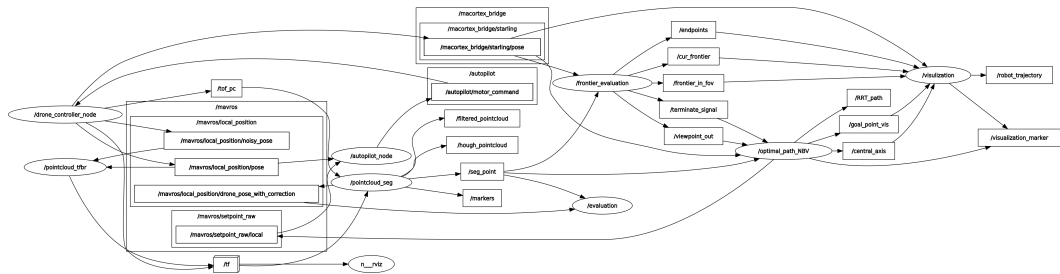 /macortex_bridge
/macortex_bridge/starling
/macortex_bridge/starling/pose
/endpoints
/cur_frontier
/autopilot
/visulization
/robot_trajectory
/frontier_evaluation
/frontier_in_fov
/tof_pc
/autopilot/motor_command
/RRT_path
/mavros
/drone_controller_node
/terminate_signal
/filtered_pointcloud
/mavros/local_position
/goal_point_vis
/viewpoint_out
/visualization_marker
/mavros/local_position/noisy_pose
/hough_pointcloud
/optimal_path_NBV
/central_axis
/autopilot_node
/pointcloud_tfbr
/mavros/local_position/pose
/seg_point
/pointcloud_seg
/mavros/local_position/drone_pose_with_correction
/markers
/evaluation
/mavros/setpoint_raw
/mavros/setpoint_raw/local
/tf
n__rviz